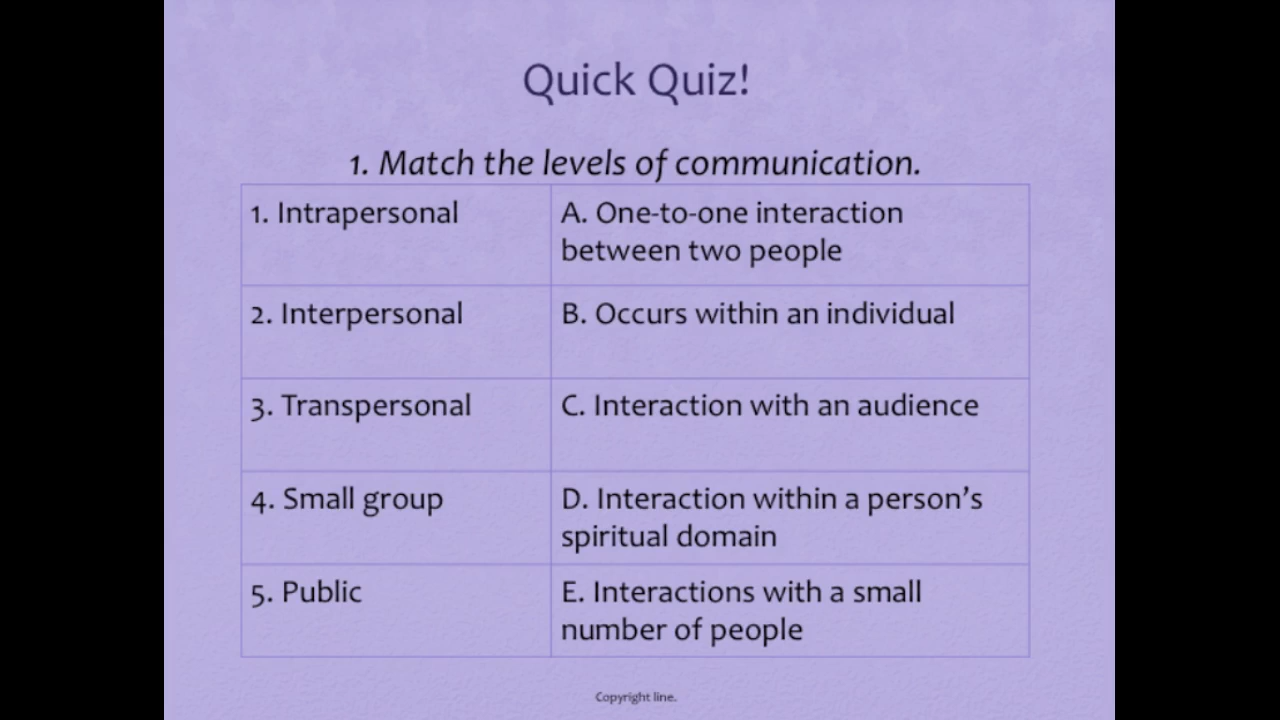 Quick Quiz!
1. Match the levels of communication.
1. Intrapersonal
A. One-to-one interaction
between two people
2. Interpersonal
B. Occurs within an individual
3. Transpersonal
C. Interaction with an audience
4. Small group
D. Interaction within a person’s
spiritual domain
5. Public
E. Interactions with a small
number of people
Copyright line.